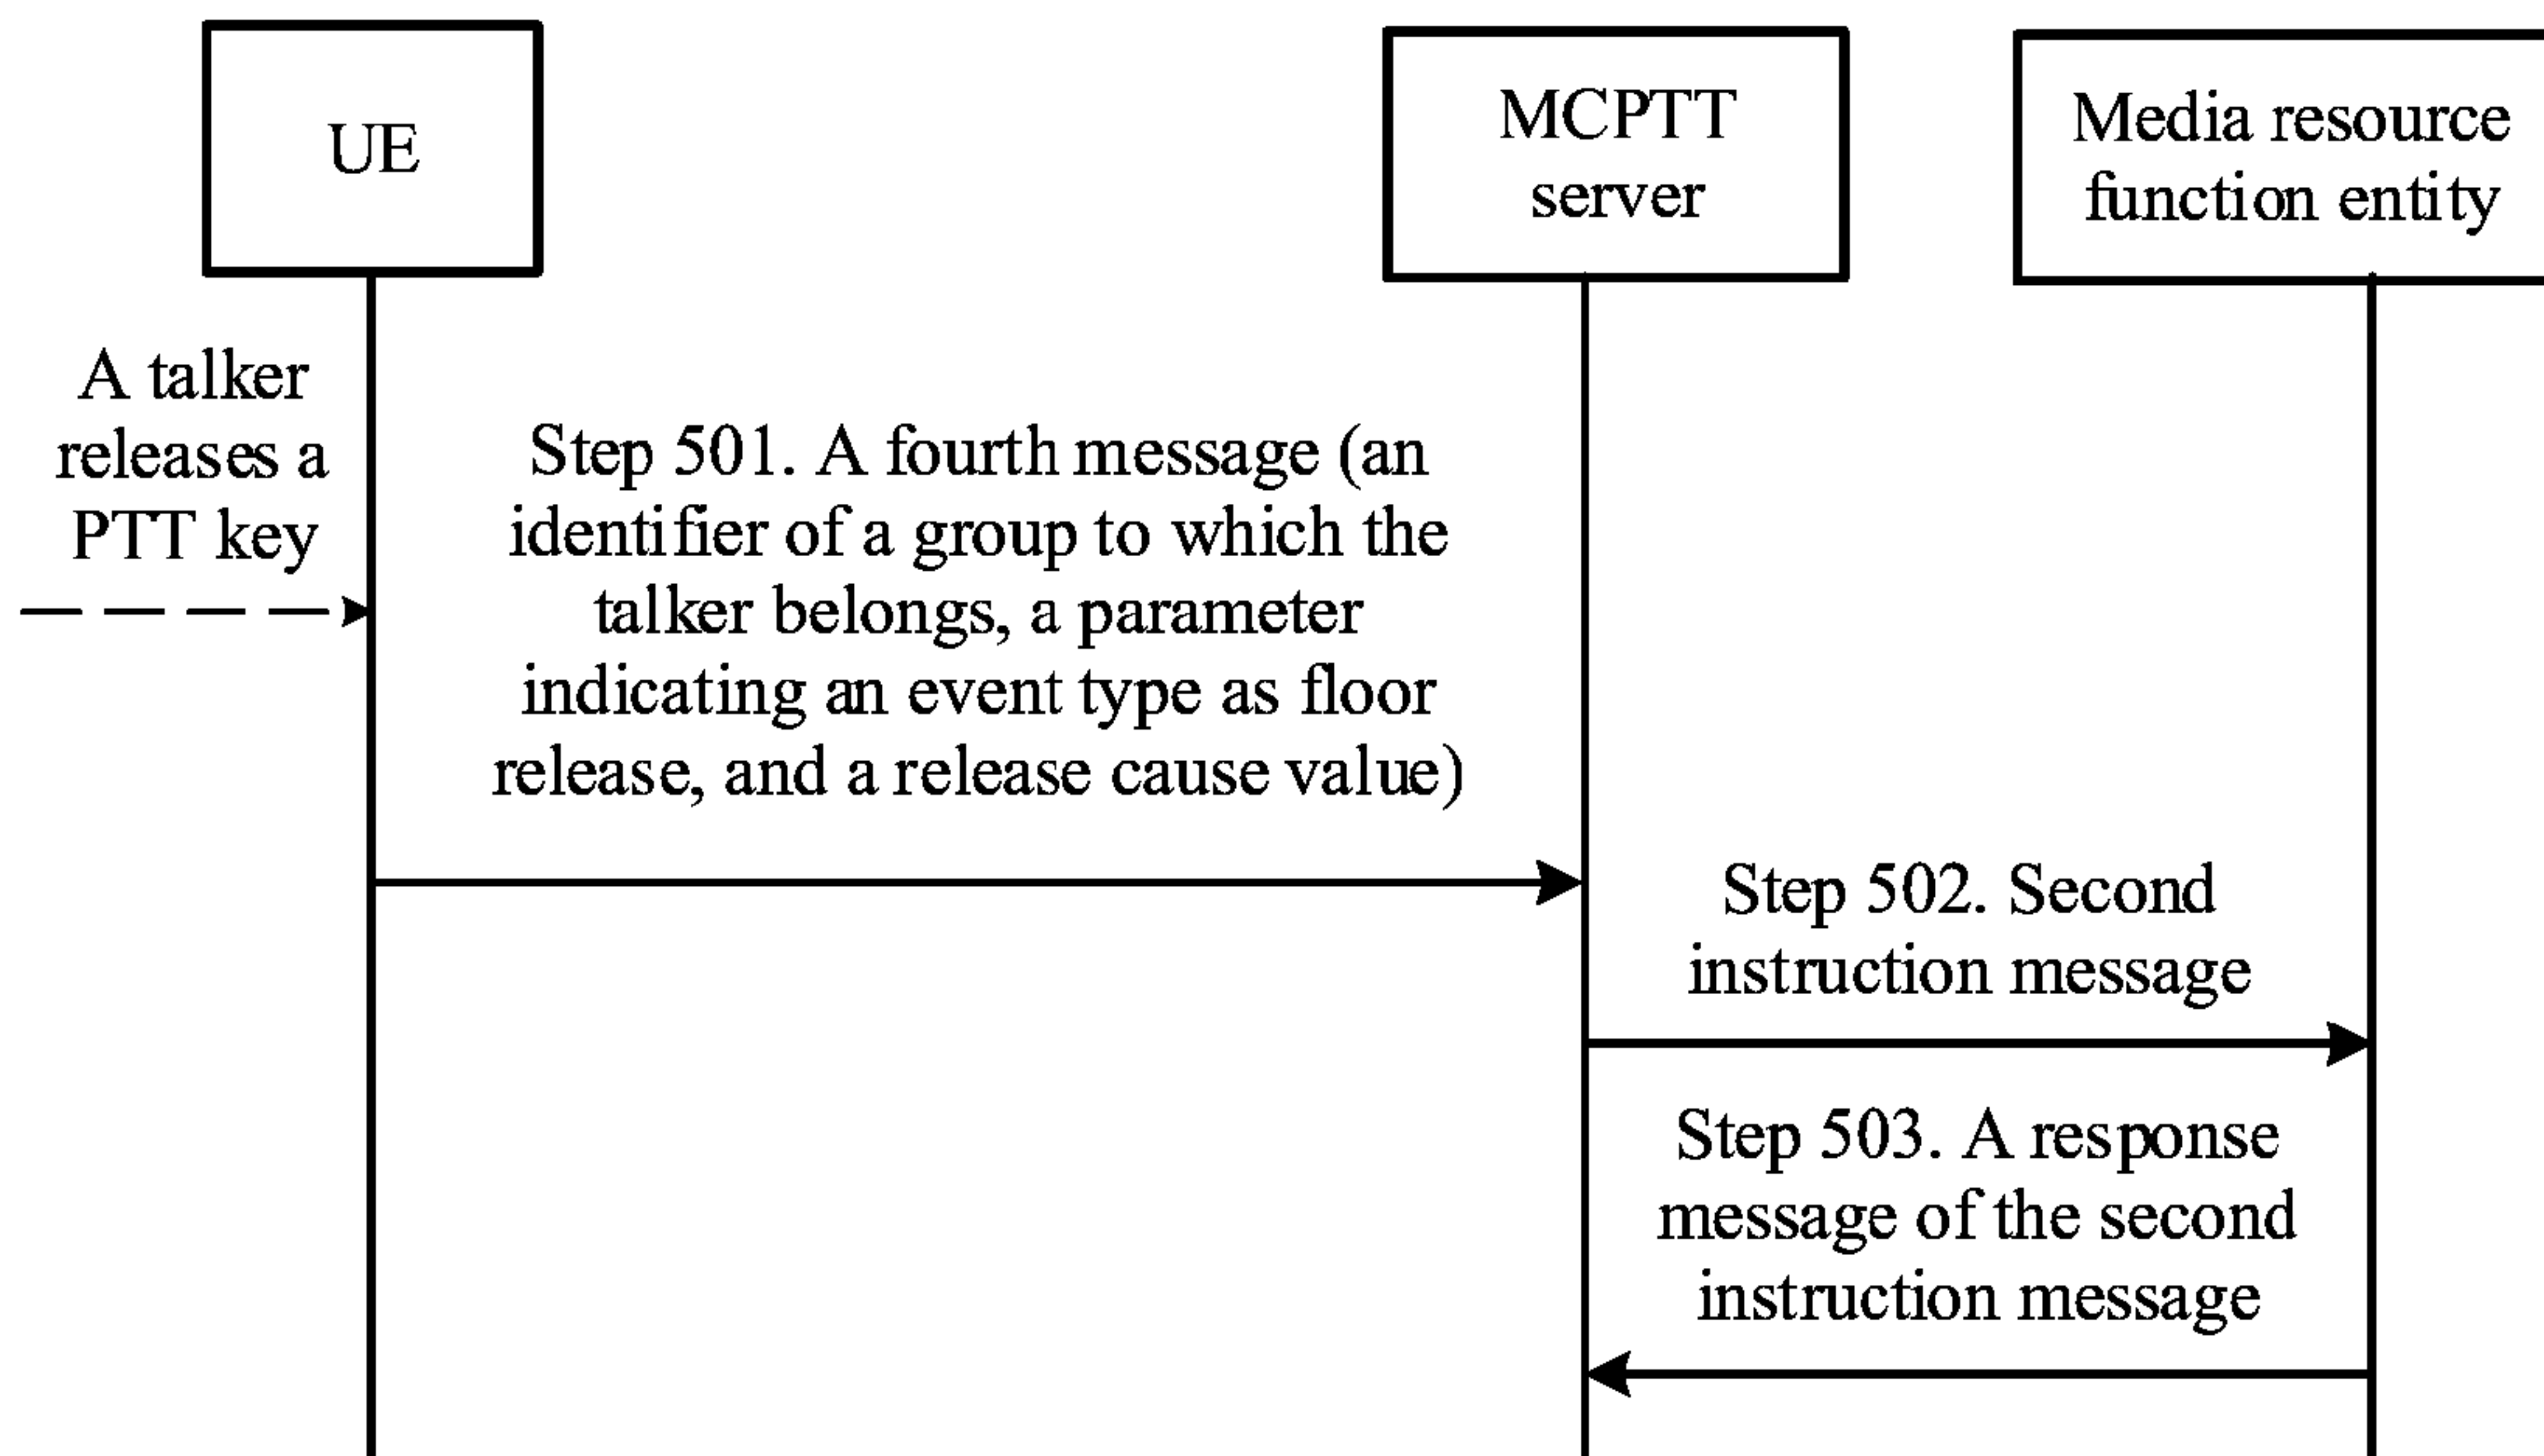 UE
MCPTT
server
Media resource
function entity
A talker
releases a
PTT key
Step 501. A fourth message (an
identifier of a group to which the
talker belongs, a parameter
indicating an event type as floor
release, and a release cause value)
Step 502. Second
instruction message
Step 503. A response
message of the second
instruction message